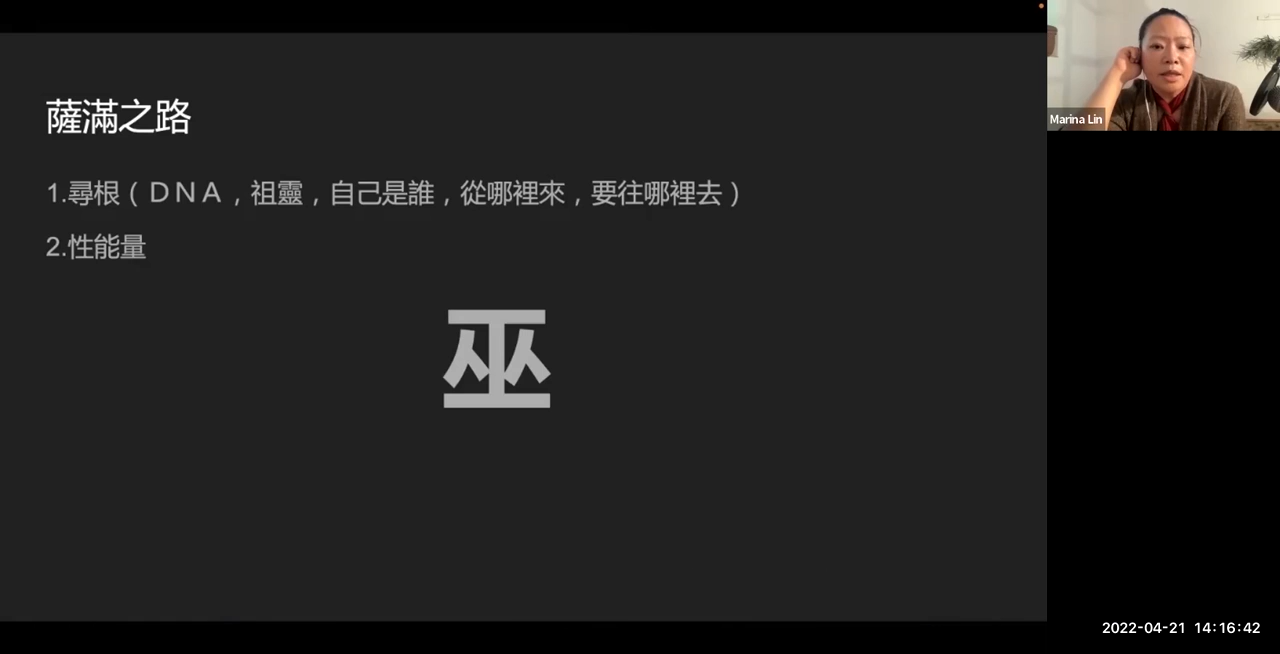 薩滿之路
1.尋根（ＤＮＡ，祖靈，自己是誰，從哪裡來，要往哪裡去）
2.性能量
巫
Marina Lin
2022-04-21 14:16:42